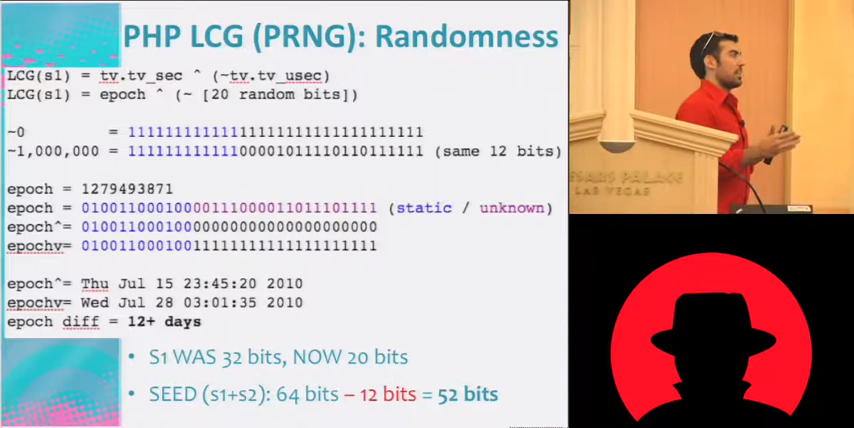 PHP LCG (PRNG): Randomness
LCG(s1) = tv.tv_sec ^ (~tv.tv_usec)
LCG(s1) = epoch ^ (~ [20 random bits])
~0 = 11111111111111111111111111111111
~1,000,000 = 11111111111100001011110110111111 (same 12 bits)
epoch = 1279493871
epoch = 01001100010000111000011011101111 (static / unknown)
epoch^= 01001100010000000000000000000000
epochv= 01001100010011111111111111111111
epoch^= Thu Jul 15 23:45:20 2010
epochv= Wed Jul 28 03:01:35 2010
epoch diff = 12+ days
• S1 WAS 32 bits, NOW 20 bits
• SEED (s1+s2): 64 bits – 12 bits = 52 bits
CAESARS PALACE
LAS VEGAS